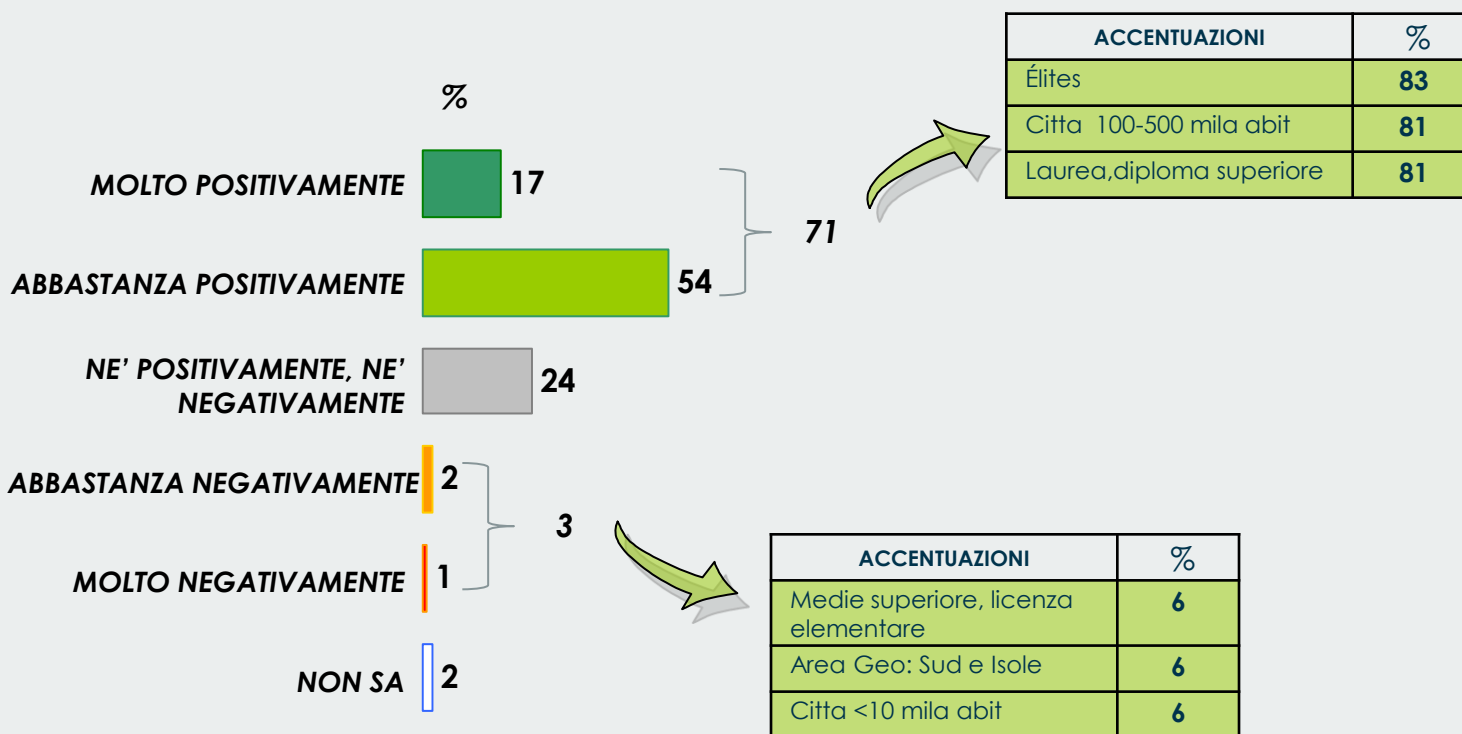 %
MOLTO POSITIVAMENTE 17
ABBASTANZA POSITIVAMENTE 54
71
NE' POSITIVAMENTE, NE'
NEGATIVAMENTE 24
ABBASTANZA NEGATIVAMENTE 2
MOLTO NEGATIVAMENTE 1
3
NON SA 2
ACCENTUAZIONI %
Élites 83
Citta 100-500 mila abit 81
Laurea,diploma superiore 81
ACCENTUAZIONI %
Medie superiore, licenza
elementare 6
Area Geo: Sud e Isole 6
Citta <10 mila abit 6